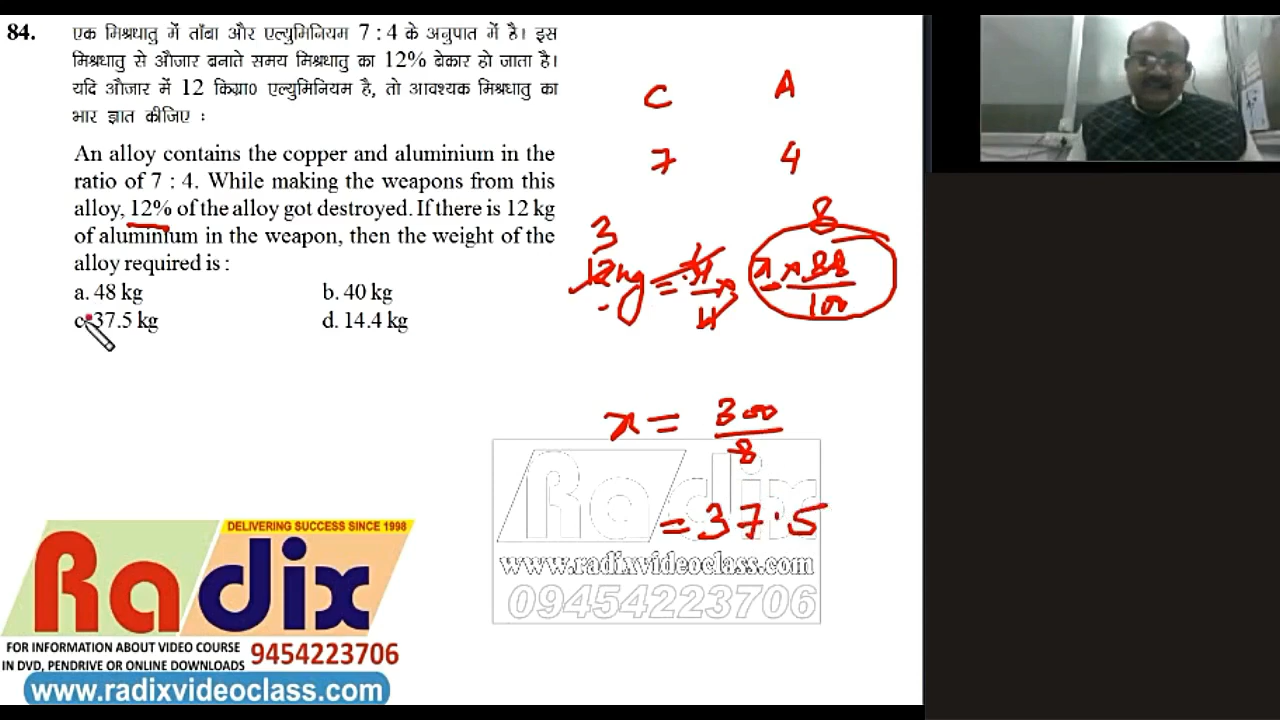 84. एक मिश्रधातु में ताँबा और एल्युमिनियम 7 : 4 के अनुपात में है। इस
मिश्रधातु से औजार बनाते समय मिश्रधातु का 12% बेकार हो जाता है।
यदि औजार में 12 किग्रा० एल्युमिनियम है, तो आवश्यक मिश्रधातु का
भार ज्ञात कीजिए :
An alloy contains the copper and aluminium in the
ratio of 7 : 4. While making the weapons from this
alloy, 12% of the alloy got destroyed. If there is 12 kg
of aluminium in the weapon, then the weight of the
alloy required is :
a. 48 kg b. 40 kg
c. 37.5 kg d. 14.4 kg
C A
7 4
3 8
12kg = 4/11 x x × 88/100
x = 300/8
= 37.5
Radix
www.radixvideoclass.com
09454223706
DELIVERING SUCCESS SINCE 1998
Radix
FOR INFORMATION ABOUT VIDEO COURSE
IN DVD, PENDRIVE OR ONLINE DOWNLOADS 9454223706
www.radixvideoclass.com